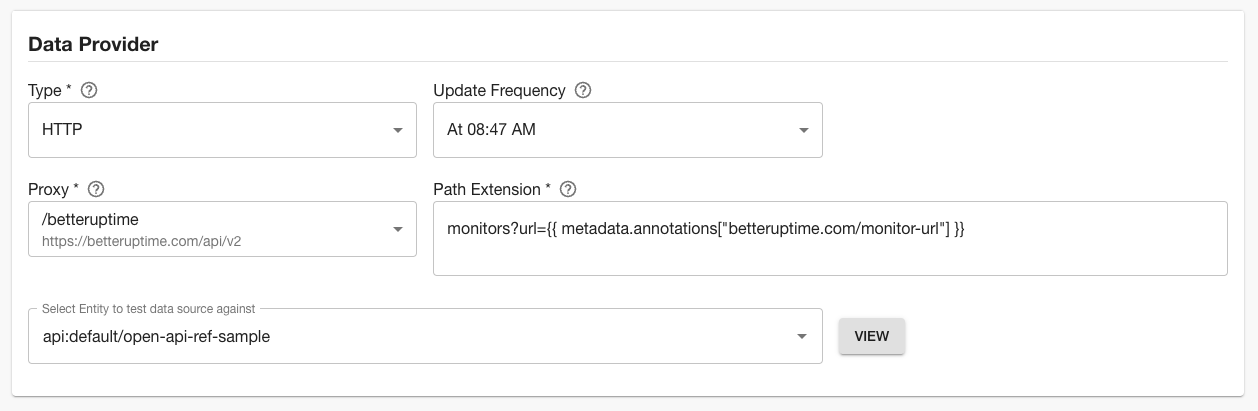 Data Provider
Type *
Update Frequency
HTTP
At 08:47 AM
Proxy *
Path Extension *
/betteruptime
https://betteruptime.com/api/v2
monitors?url={{ metadata.annotations["betteruptime.com/monitor-url"] }}
Select Entity to test data source against
api:default/open-api-ref-sample
VIEW